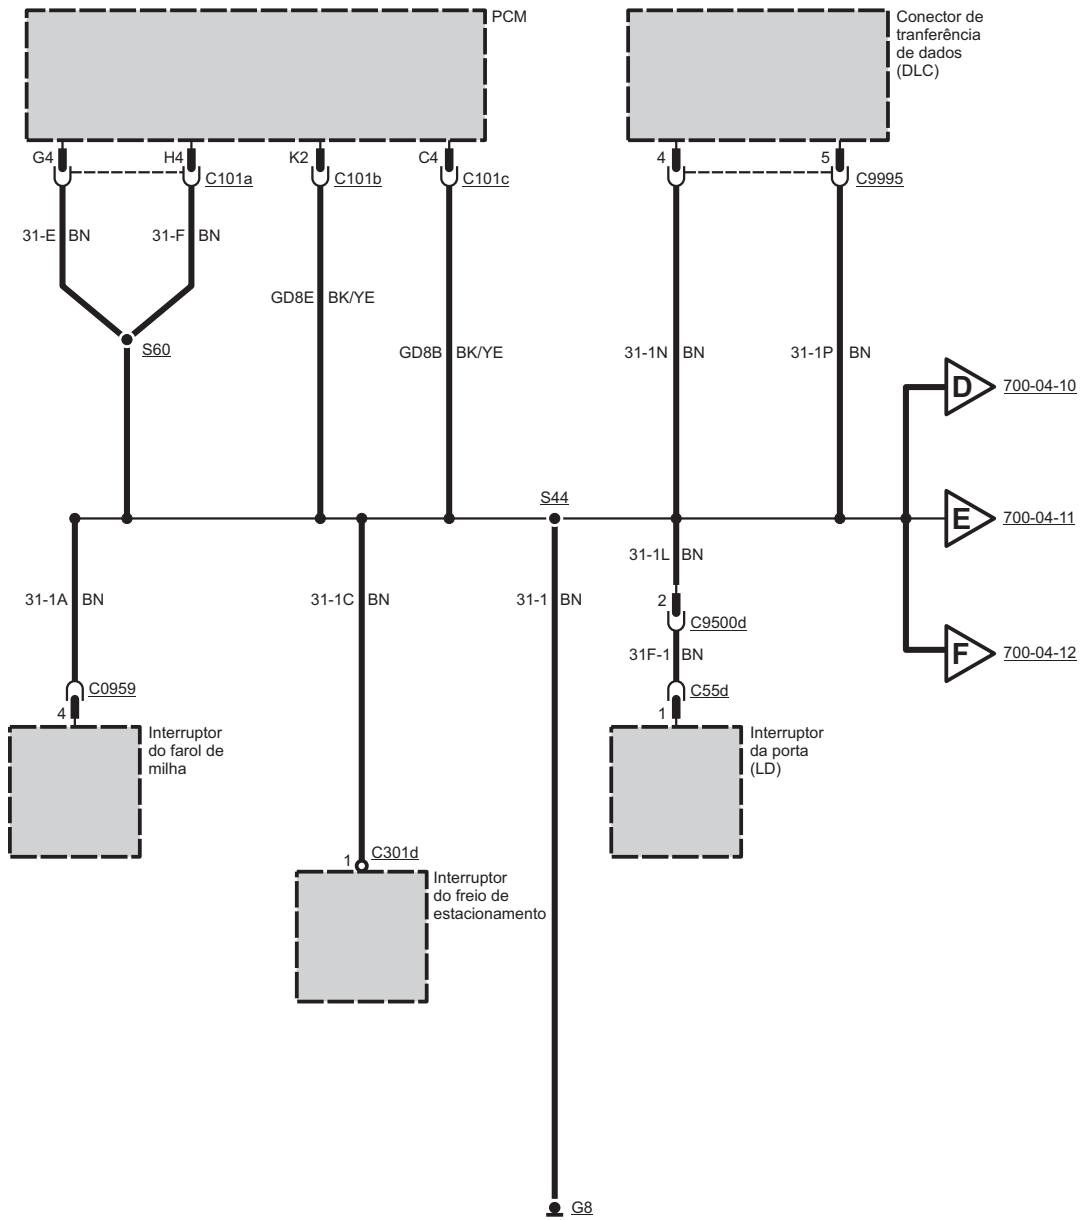 PCM
Conector de
tranferência
de dados
(DLC)
G4
H4
K2
C4
4
5
C101a
C101b
C101c
C9995
31-E BN
31-F BN
GD8E BK/YE
GD8B BK/YE
31-1N BN
31-1P BN
S60
D 700-04-10
S44
E 700-04-11
31-1L BN
31-1A BN
31-1C BN
31-1 BN
2
C9500d
31F-1 BN
F 700-04-12
C0959
4
C55d
1
Interruptor
do farol de
milha
Interruptor
da porta
(LD)
1
C301d
Interruptor
do freio de
estacionamento
G8